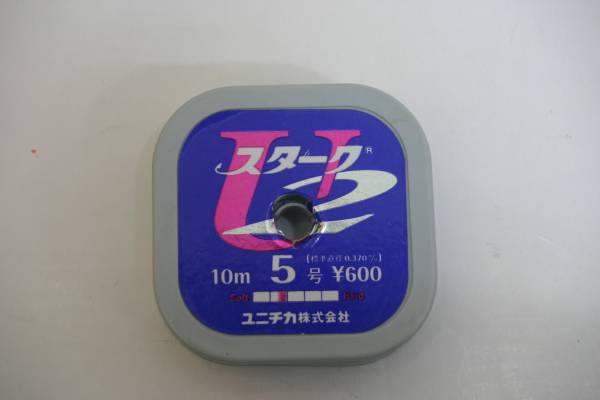 U2
スターク®
(標準直径0.370㎜)
10m 5号 ¥600
Soft Hard
ユニチカ株式会社